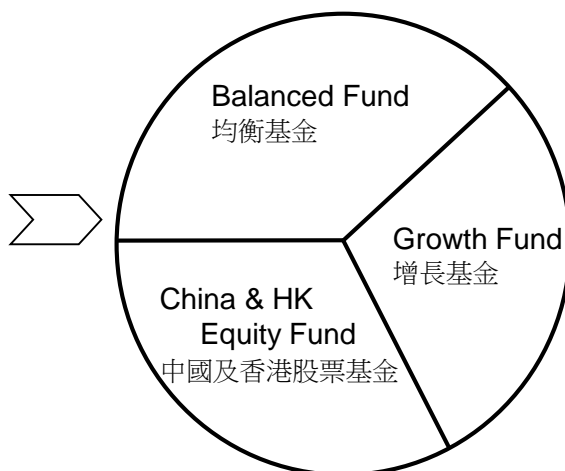 Balanced Fund
均衡基金
Growth Fund
增長基金
China & HK
Equity Fund
中國及香港股票基金